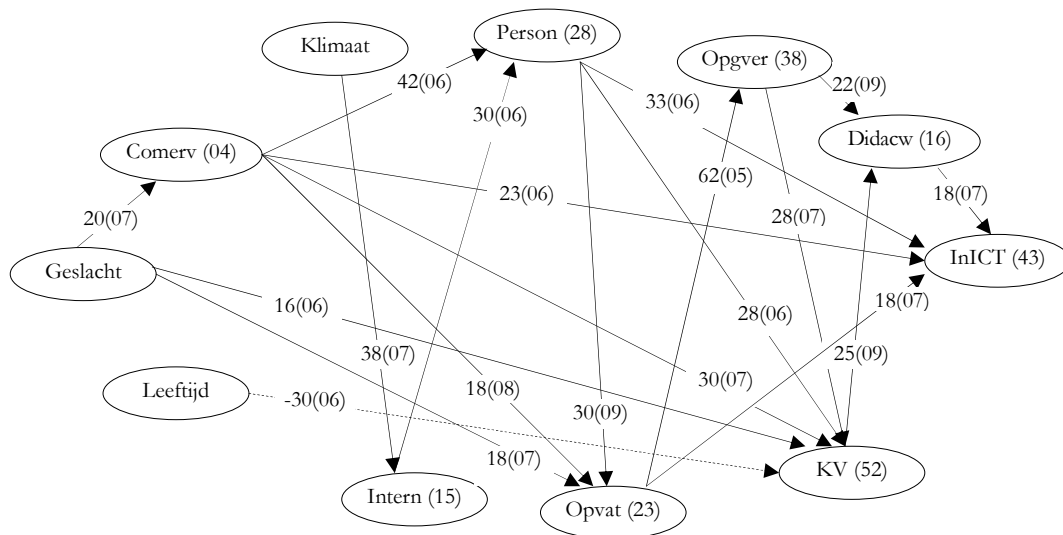 Klimaat
Person (28)
Opgver (38)
42(06)
22(09)
33(06)
30(06)
Comerv (04)
Didacw (16)
62(05)
18(07)
23(06)
20(07)
28(07)
Geslacht
InICT (43)
16(06)
18(07)
28(06)
38(07)
25(09)
Leeftijd
-30(06)
18(08)
30(07)
30(09)
18(07)
KV (52)
Intern (15)
Opvat (23)